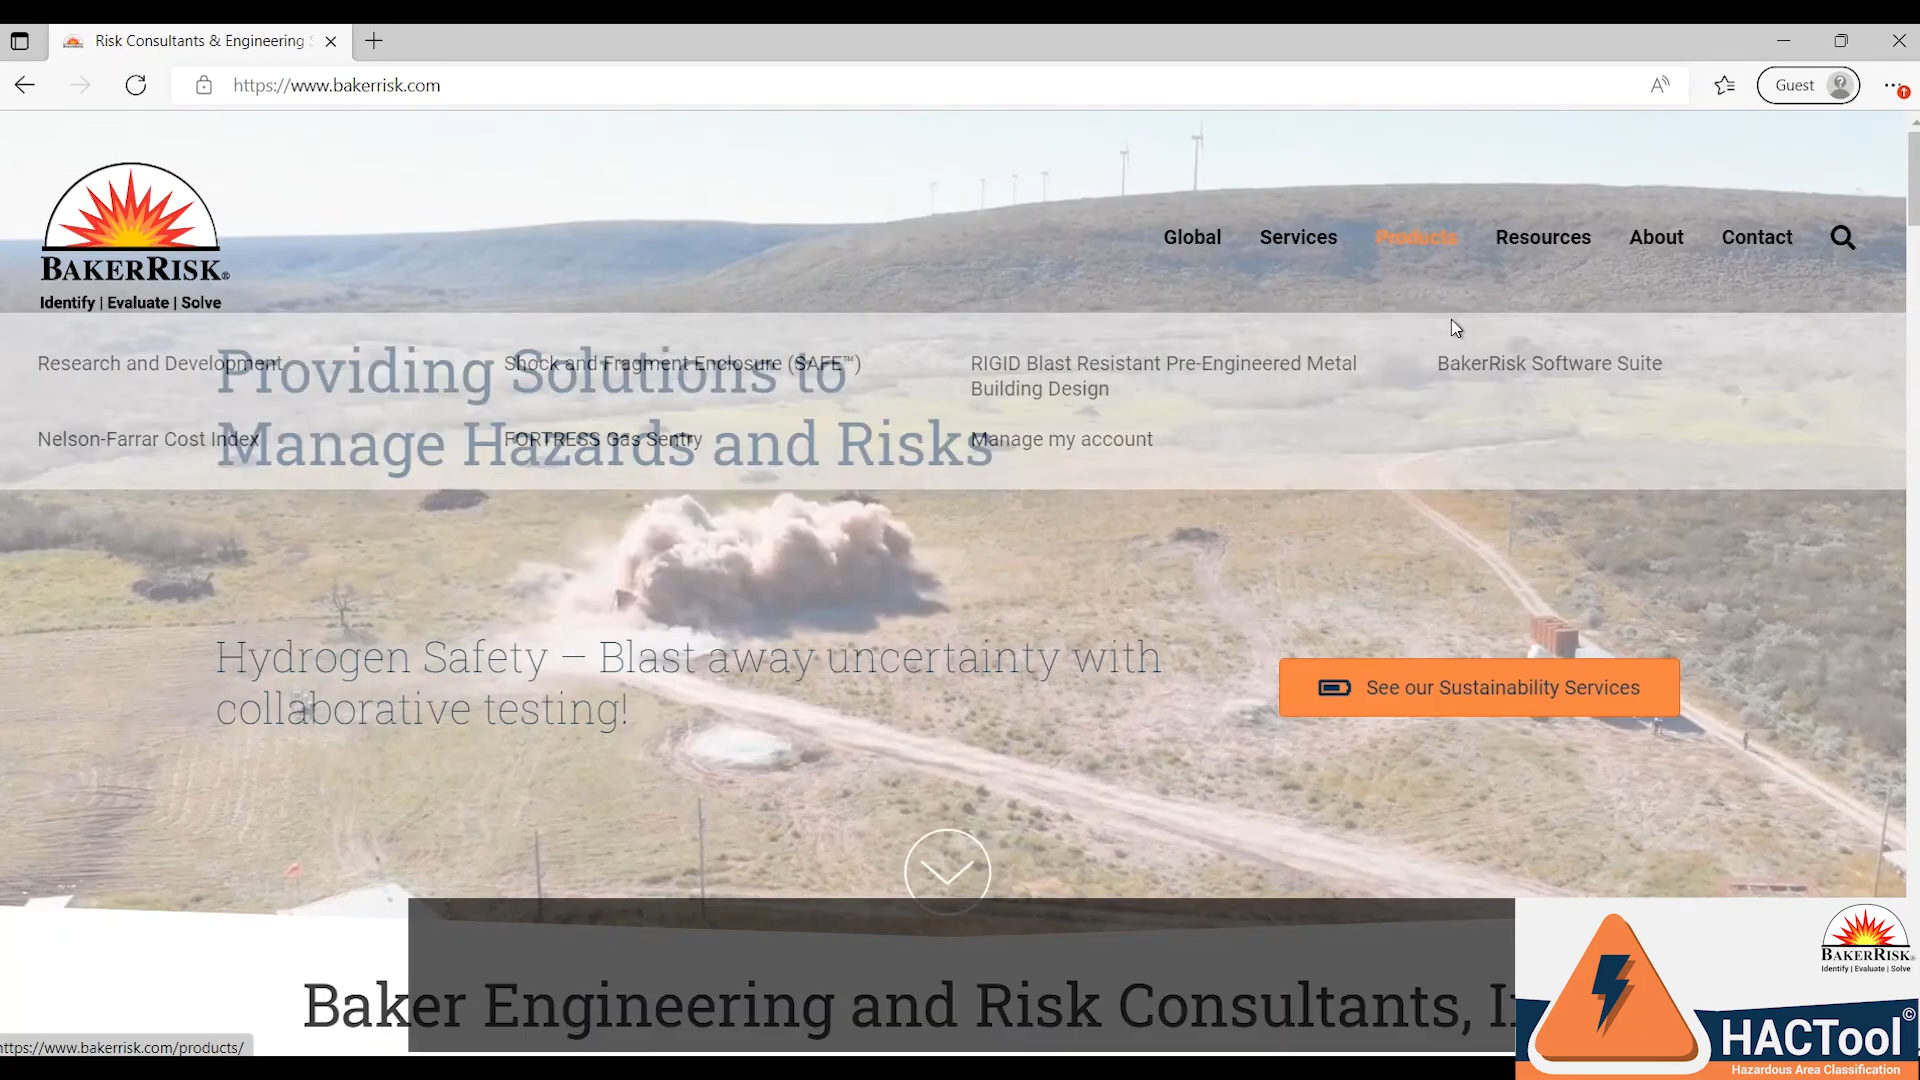 Risk Consultants & Engineering
https://www.bakerrisk.com
Guest
BAKERRISK®
Identify | Evaluate | Solve
Global
Services
Products
Resources
About
Contact
Research and Development
Shock and Fragment Enclosure (SAFE™)
RIGID Blast Resistant Pre-Engineered Metal
Building Design
BakerRisk Software Suite
Nelson-Farrar Cost Index
FORTRESS Gas Sentry
Manage my account
Providing Solutions to
Manage Hazards and Risks
Hydrogen Safety – Blast away uncertainty with
collaborative testing!
See our Sustainability Services
Baker Engineering and Risk Consultants,
https://www.bakerrisk.com/products/
BAKERRISK®
Identify | Evaluate | Solve
HACTool©
Hazardous Area Classification